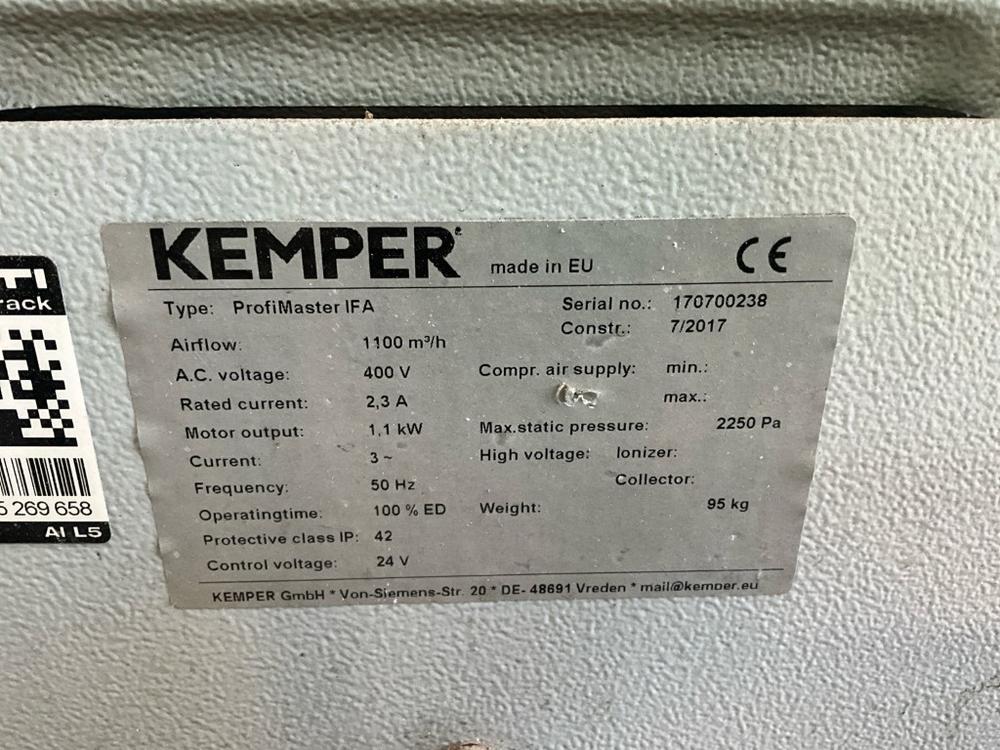 KEMPER
made in EU
CE
Type: ProfiMaster IFA
Serial no.: 170700238
Constr.: 7/2017
Airflow: 1100 m³/h
A.C. voltage: 400 V
Compr. air supply: min.:
max.:
Rated current: 2,3 A
Motor output: 1,1 kW
Max.static pressure: 2250 Pa
Current: 3 ~
High voltage: Ionizer:
Collector:
Frequency: 50 Hz
Operatingtime: 100 % ED
Weight: 95 kg
Protective class IP: 42
Control voltage: 24 V
KEMPER GmbH * Von-Siemens-Str. 20 * DE- 48691 Vreden * mail@kemper.eu
rack
5 269 658
AI L5